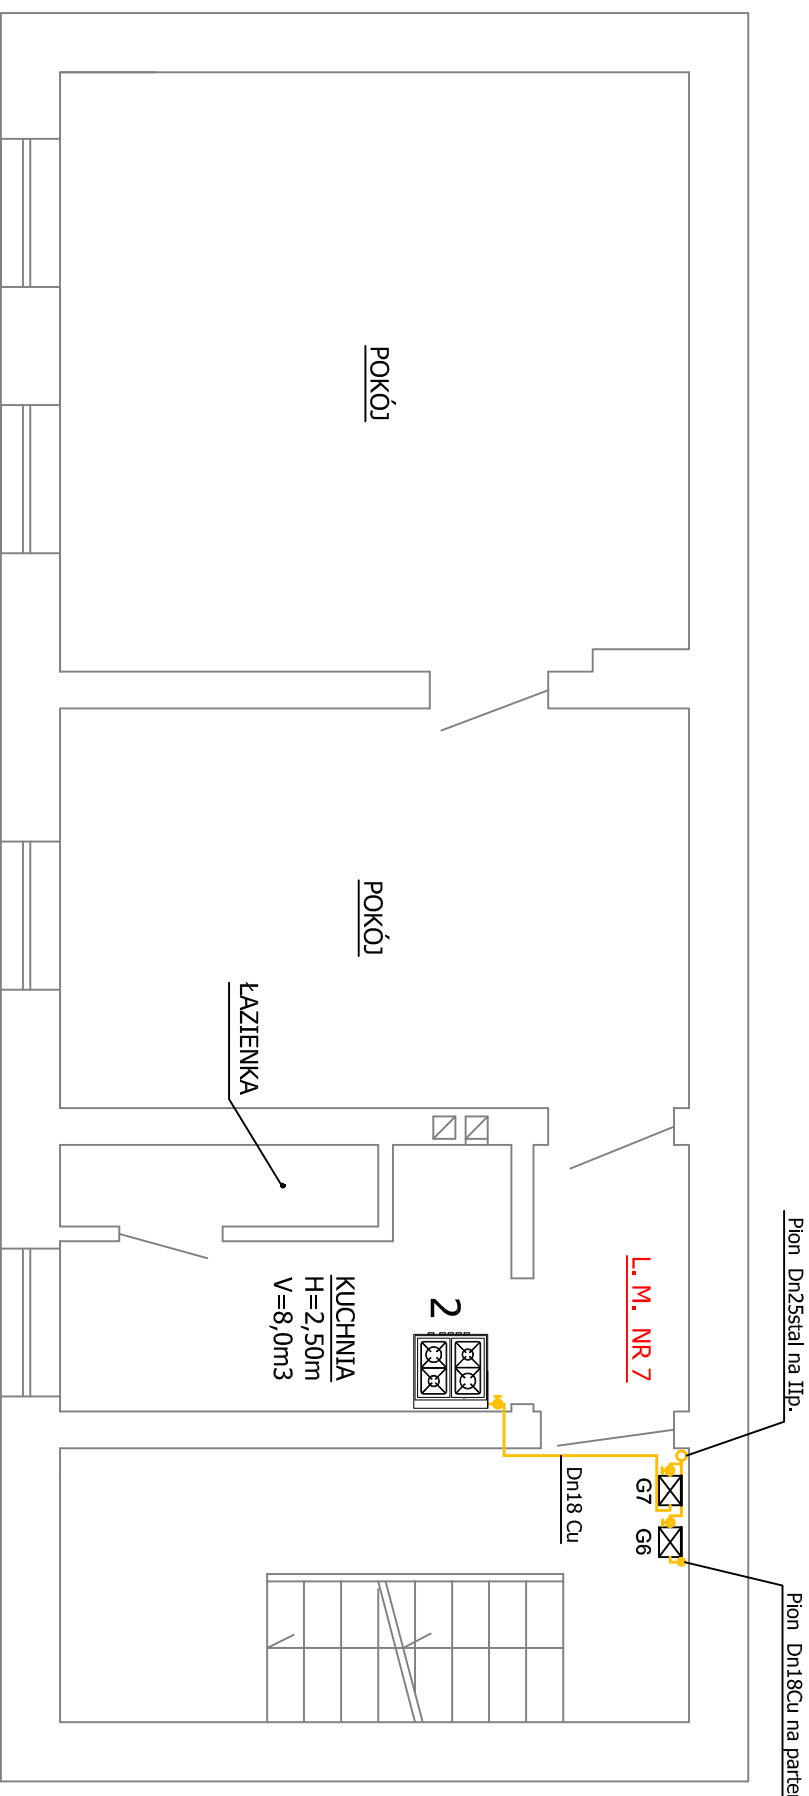 POKÓJ
POKÓJ
ŁAZIENKA
KUCHNIA
H=2,50m
V=8,0m3
2
L. M. NR 7
Dn18 Cu
G7
G6
Pion Dn25stal na IIp.
Pion Dn18Cu na parter